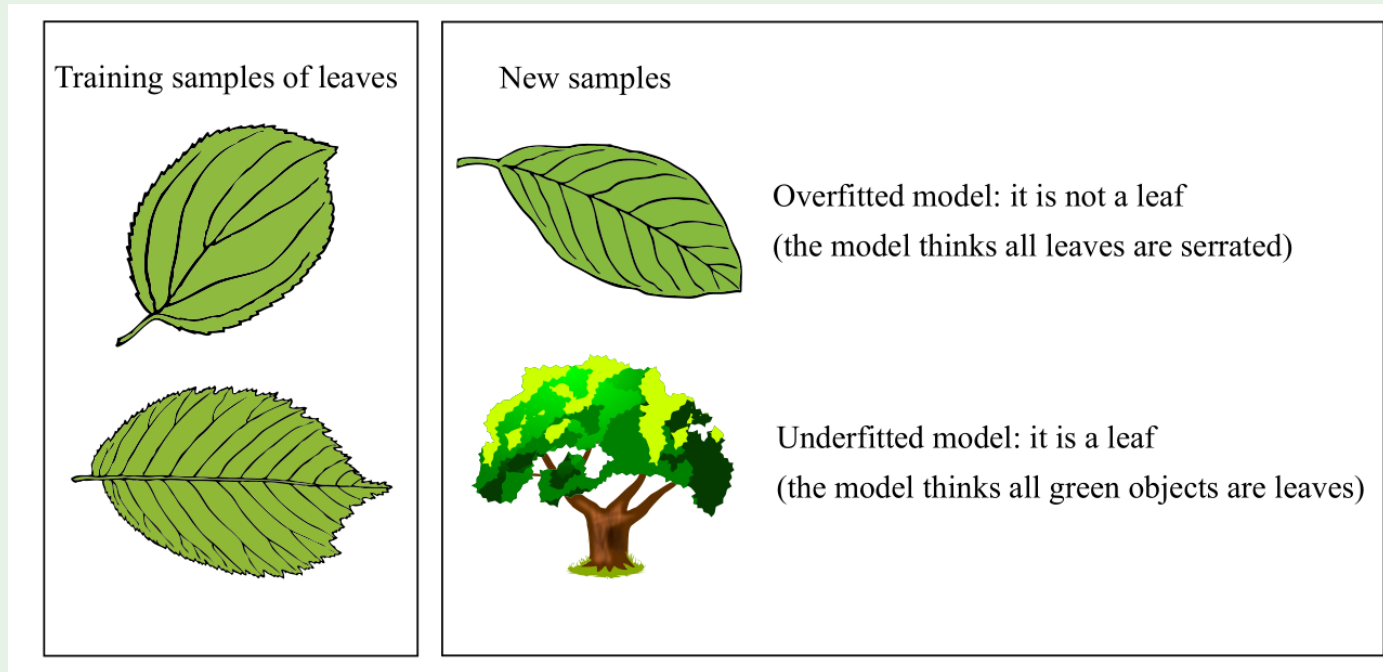 Training samples of leaves
New samples
Overfitted model: it is not a leaf
(the model thinks all leaves are serrated)
Underfitted model: it is a leaf
(the model thinks all green objects are leaves)